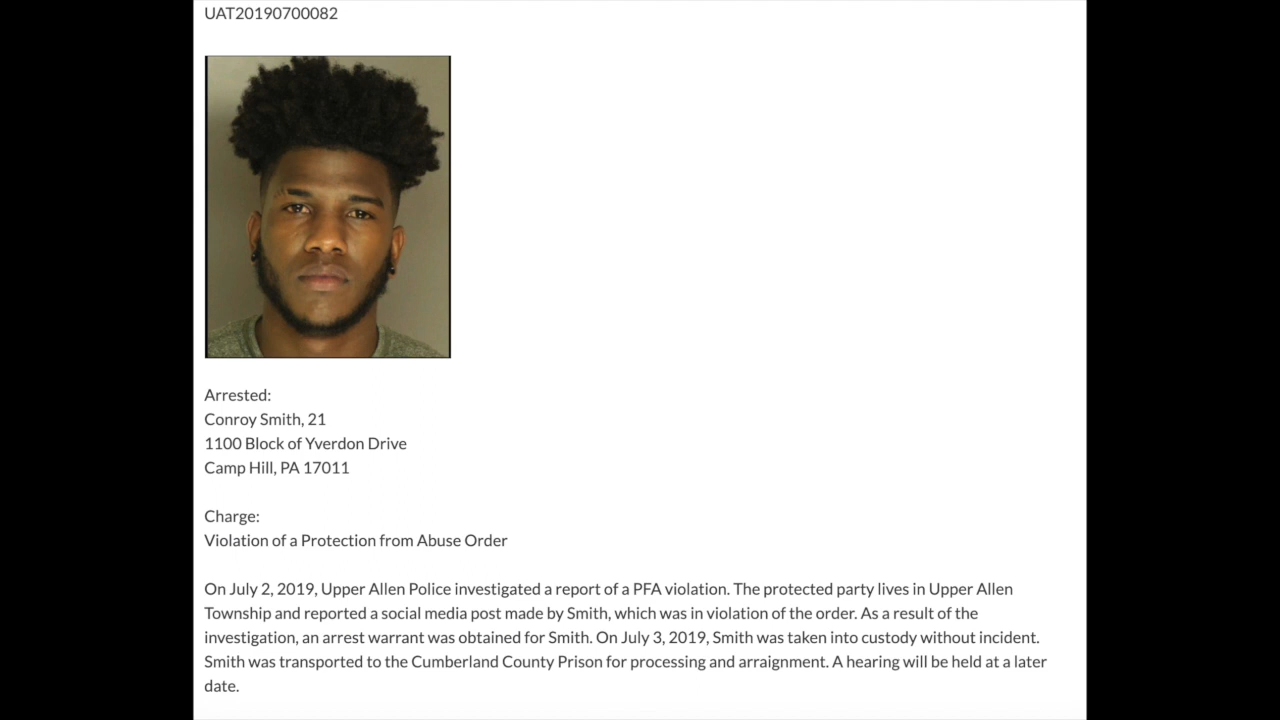 UAT20190700082
Arrested:
Conroy Smith, 21
1100 Block of Yverdon Drive
Camp Hill, PA 17011
Charge:
Violation of a Protection from Abuse Order
On July 2, 2019, Upper Allen Police investigated a report of a PFA violation. The protected party lives in Upper Allen
Township and reported a social media post made by Smith, which was in violation of the order. As a result of the
investigation, an arrest warrant was obtained for Smith. On July 3, 2019, Smith was taken into custody without incident.
Smith was transported to the Cumberland County Prison for processing and arraignment. A hearing will be held at a later
date.